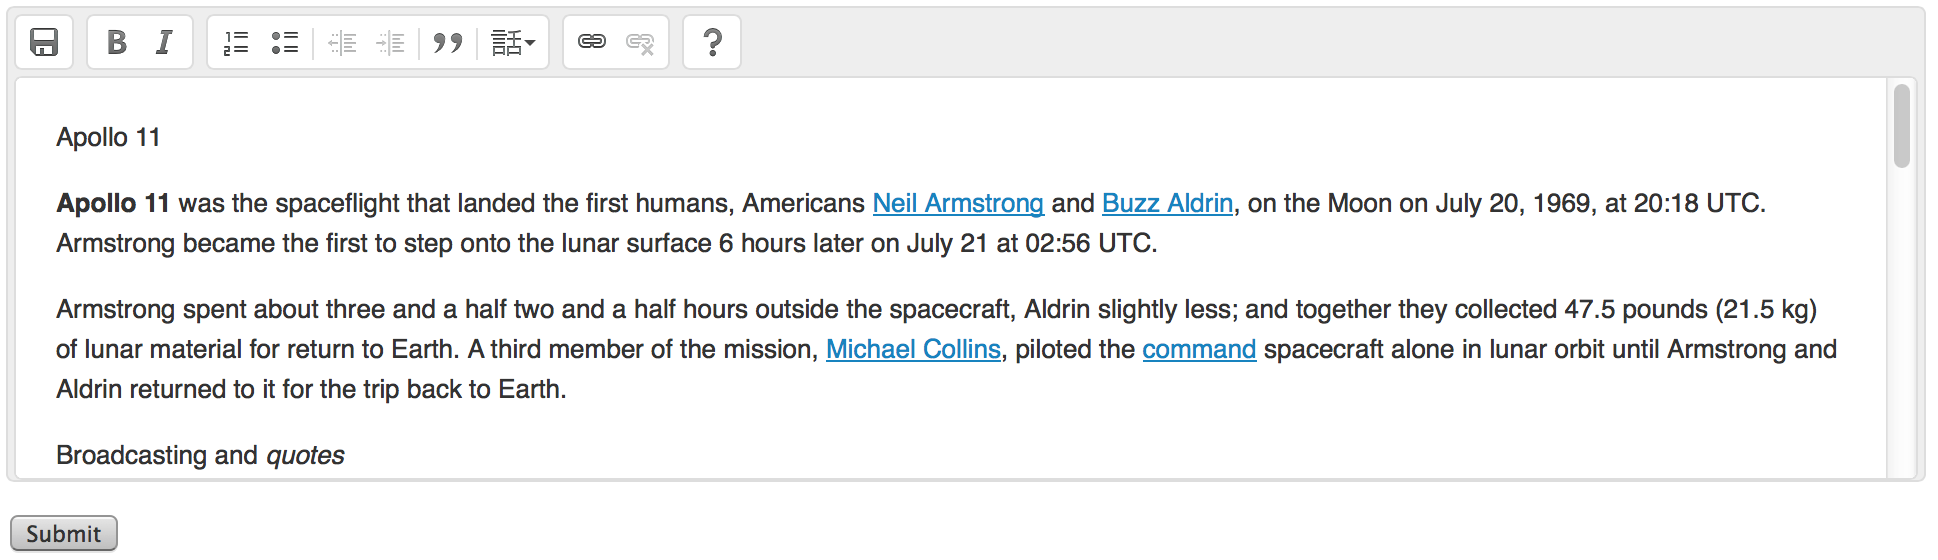 B I 話 ?
Apollo 11
Apollo 11 was the spaceflight that landed the first humans, Americans Neil Armstrong and Buzz Aldrin, on the Moon on July 20, 1969, at 20:18 UTC.
Armstrong became the first to step onto the lunar surface 6 hours later on July 21 at 02:56 UTC.
Armstrong spent about three and a half two and a half hours outside the spacecraft, Aldrin slightly less; and together they collected 47.5 pounds (21.5 kg)
of lunar material for return to Earth. A third member of the mission, Michael Collins, piloted the command spacecraft alone in lunar orbit until Armstrong and
Aldrin returned to it for the trip back to Earth.
Broadcasting and quotes
Submit